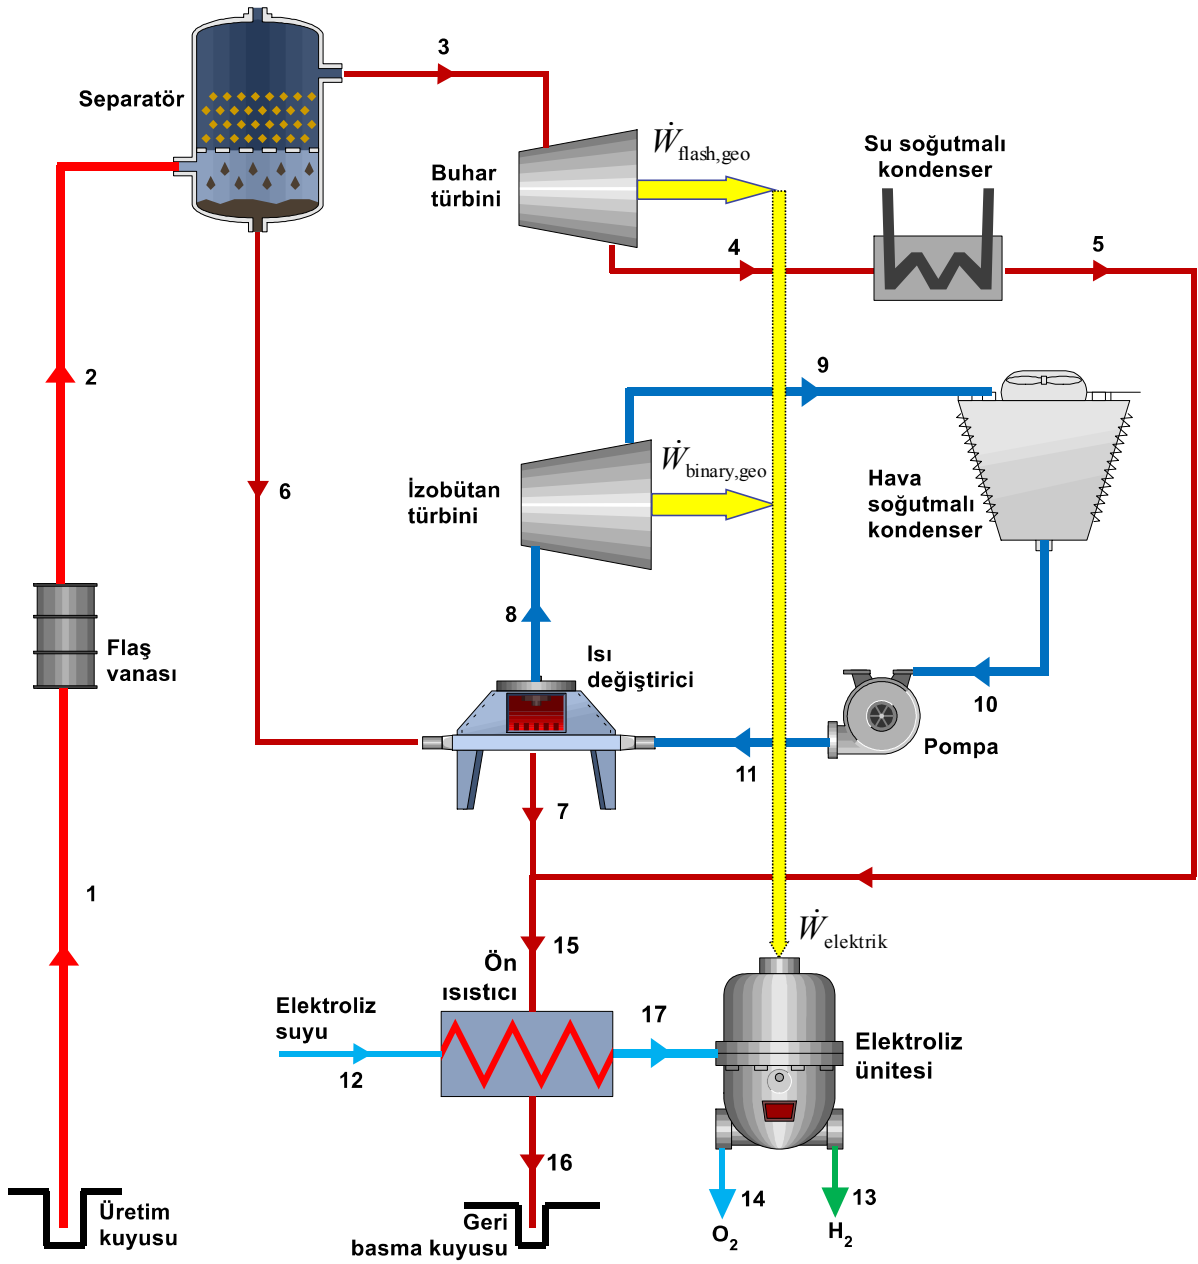 3
Separatör
Ẇflash,geo
Su soğutmalı
kondenser
Buhar
türbini
4
5
2
9
Ẇbinary,geo
İzobütan
türbini
Hava
soğutmalı
kondenser
6
8
Isı
değiştirici
Flaş
vanası
10
Pompa
11
7
1
Ẇelektrik
15
Ön
ısıstıcı
Elektroliz
suyu
17
Elektroliz
ünitesi
12
16
14
13
O2
H2
Üretim
kuyusu
Geri
basma kuyusu